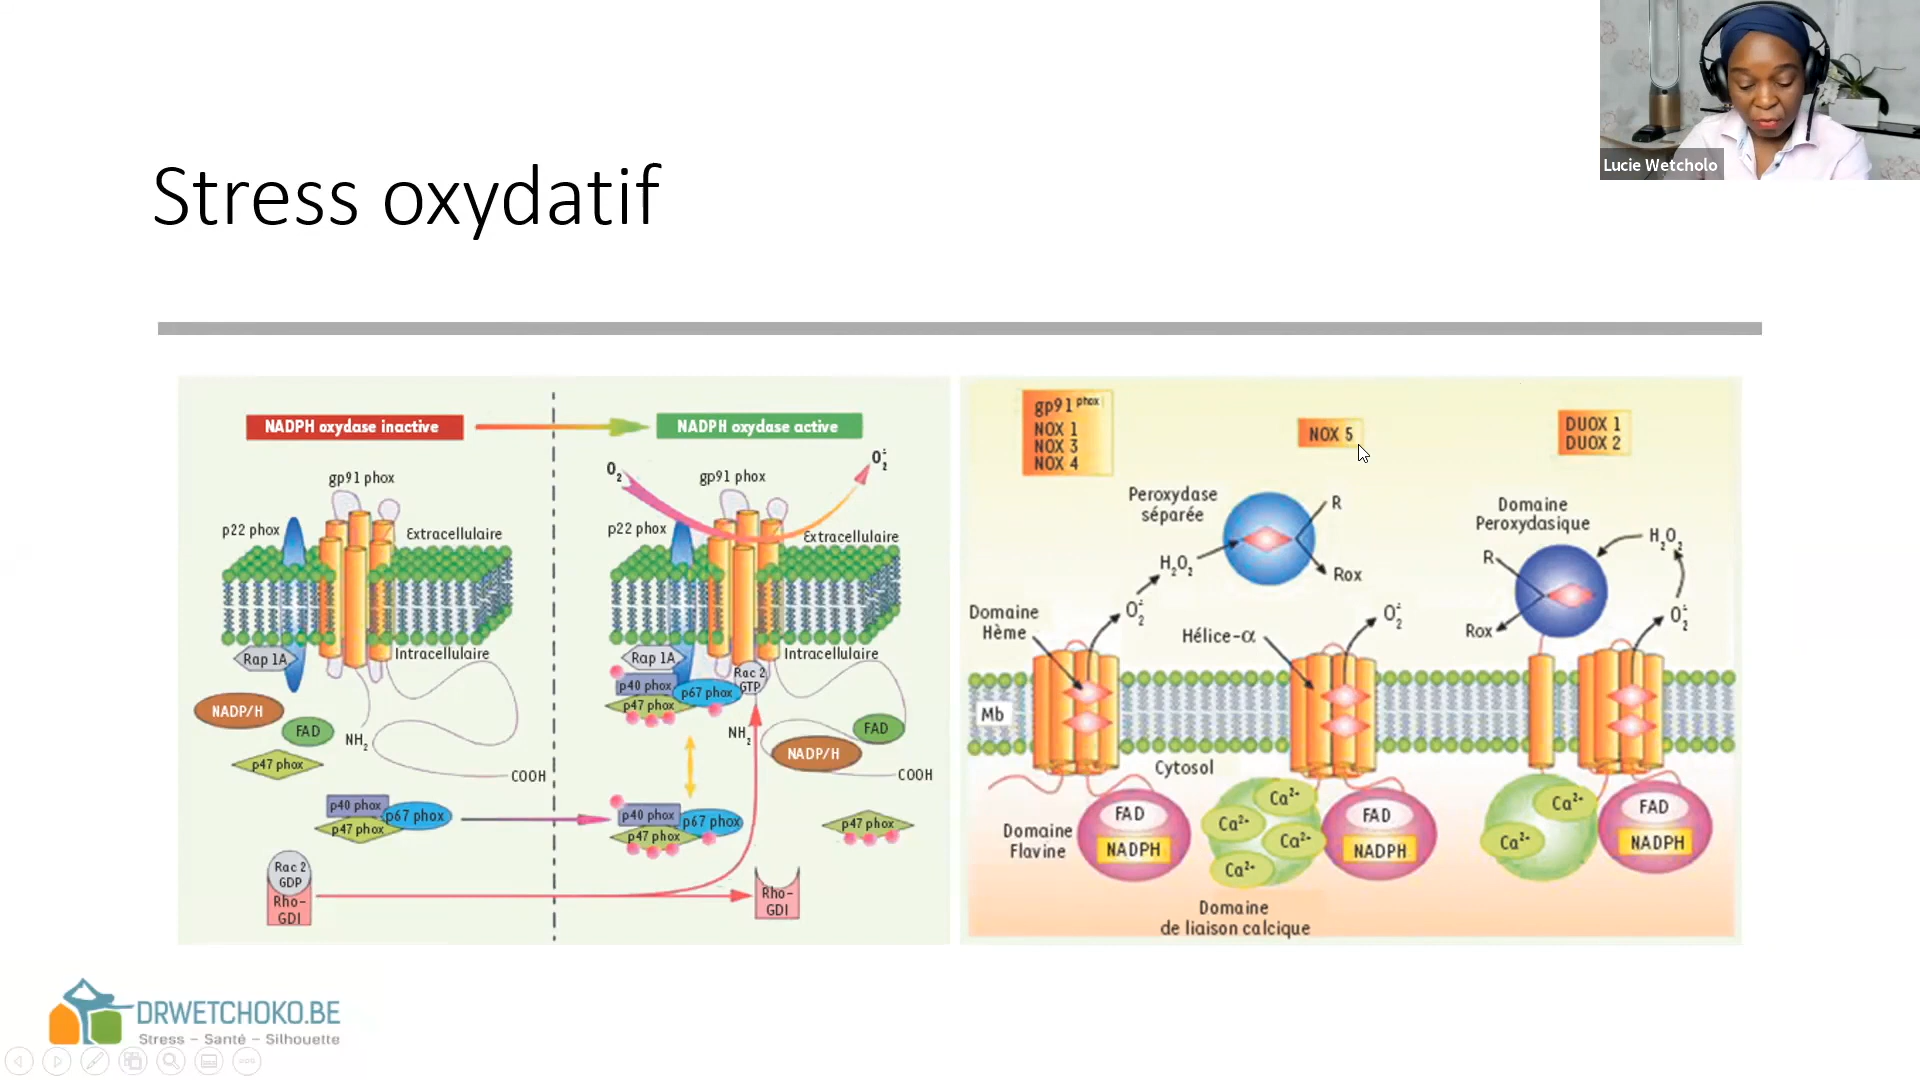 Lucie Wetcholo
Stress oxydatif
NADPH oxydase inactive
NADPH oxydase active
gp91 phox
p22 phox
Extracellulaire
Rap 1A
Intracellulaire
NADP/H
FAD
NH2
p47 phox
COOH
p40 phox
p67 phox
p47 phox
Rac 2
GDP
Rho-
GDI
O2
O2∸
gp91 phox
p22 phox
Extracellulaire
Rap 1A
Intracellulaire
Rac 2
GTP
p40 phox
p67 phox
p47 phox
NH2
FAD
NADP/H
COOH
p40 phox
p67 phox
p47 phox
p47 phox
Rho-
GDI
gp91 phox
NOX 1
NOX 3
NOX 4
NOX 5
DUOX 1
DUOX 2
Peroxydase
séparée
R
Rox
H2O2
O2∸
Domaine
Hème
Hélice-α
O2∸
Domaine
Peroxydasique
H2O2
R
Rox
O2∸
Mb
Cytosol
Domaine
Flavine
FAD
NADPH
Ca2+
Ca2+
Ca2+
Ca2+
FAD
NADPH
Ca2+
Ca2+
FAD
NADPH
Domaine
de liaison calcique
DRWETCHOKO.BE
Stress – Santé – Silhouette